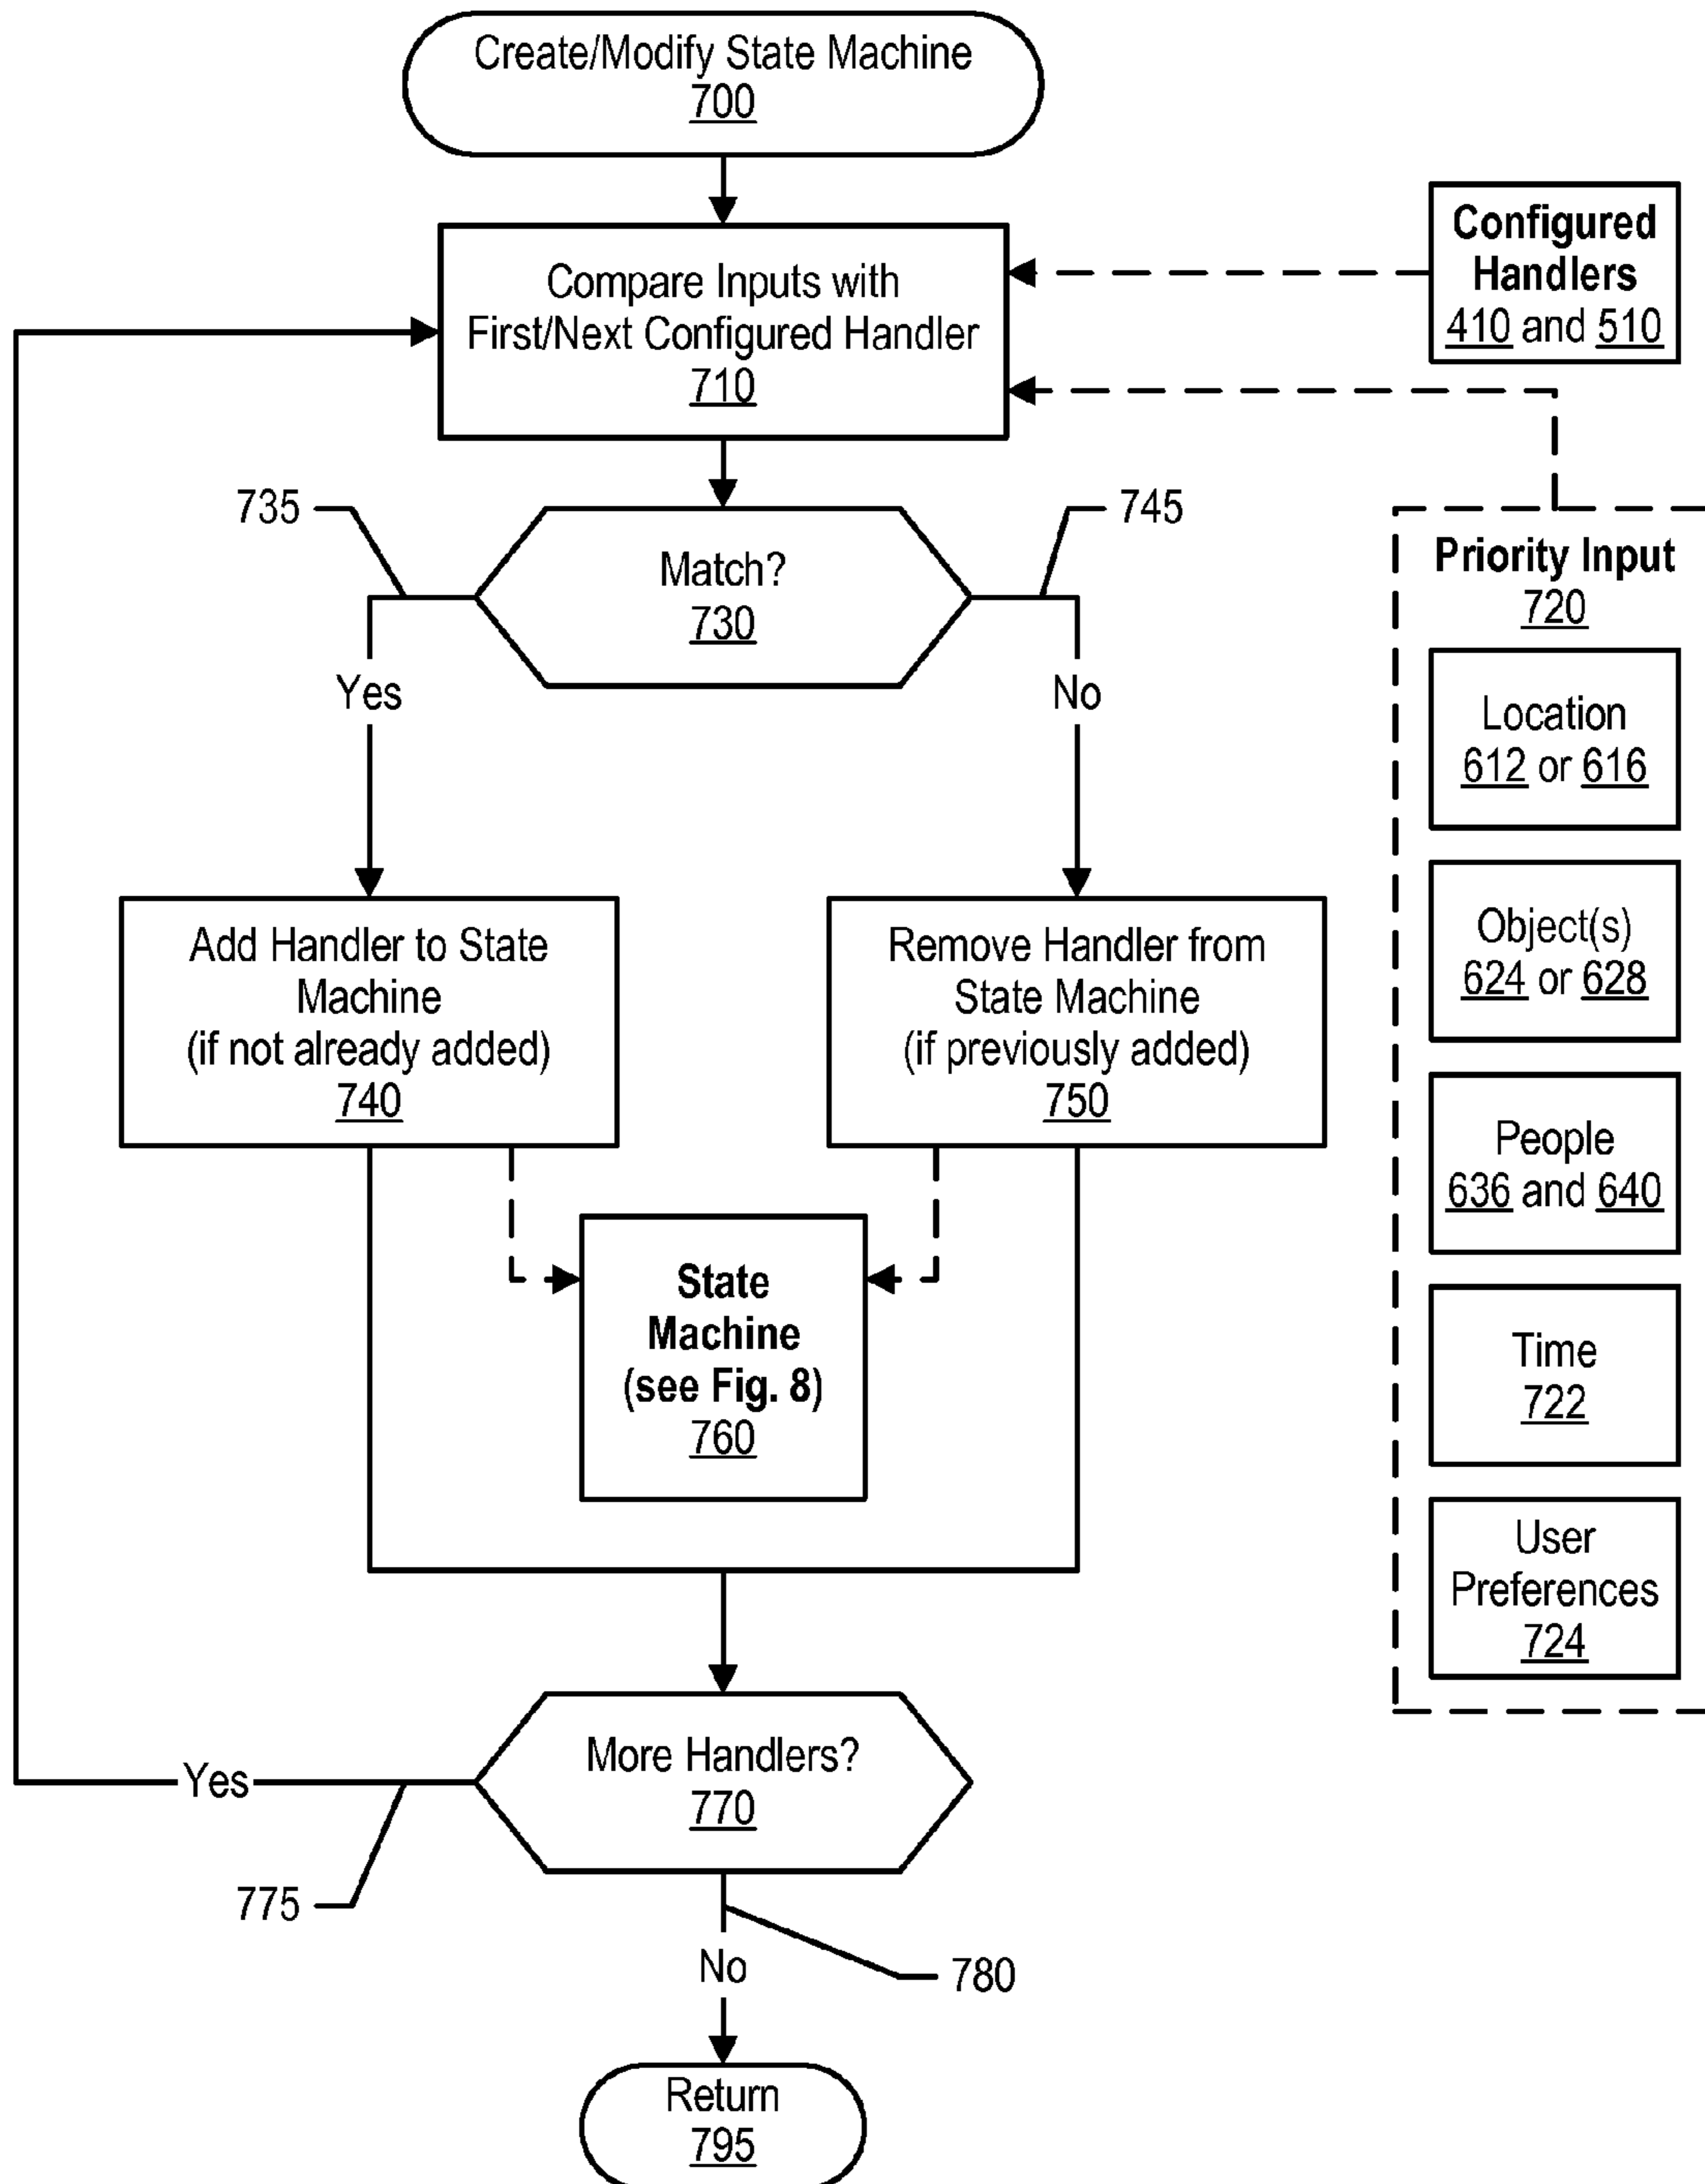 Create/Modify State Machine
700
Compare Inputs with
First/Next Configured Handler
710
Configured
Handlers
410 and 510
735
Match?
730
745
Yes
No
Priority Input
720
Location
612 or 616
Object(s)
624 or 628
People
636 and 640
Time
722
User
Preferences
724
Add Handler to State
Machine
(if not already added)
740
Remove Handler from
State Machine
(if previously added)
750
State
Machine
(see Fig. 8)
760
More Handlers?
770
Yes
775
No
780
Return
795